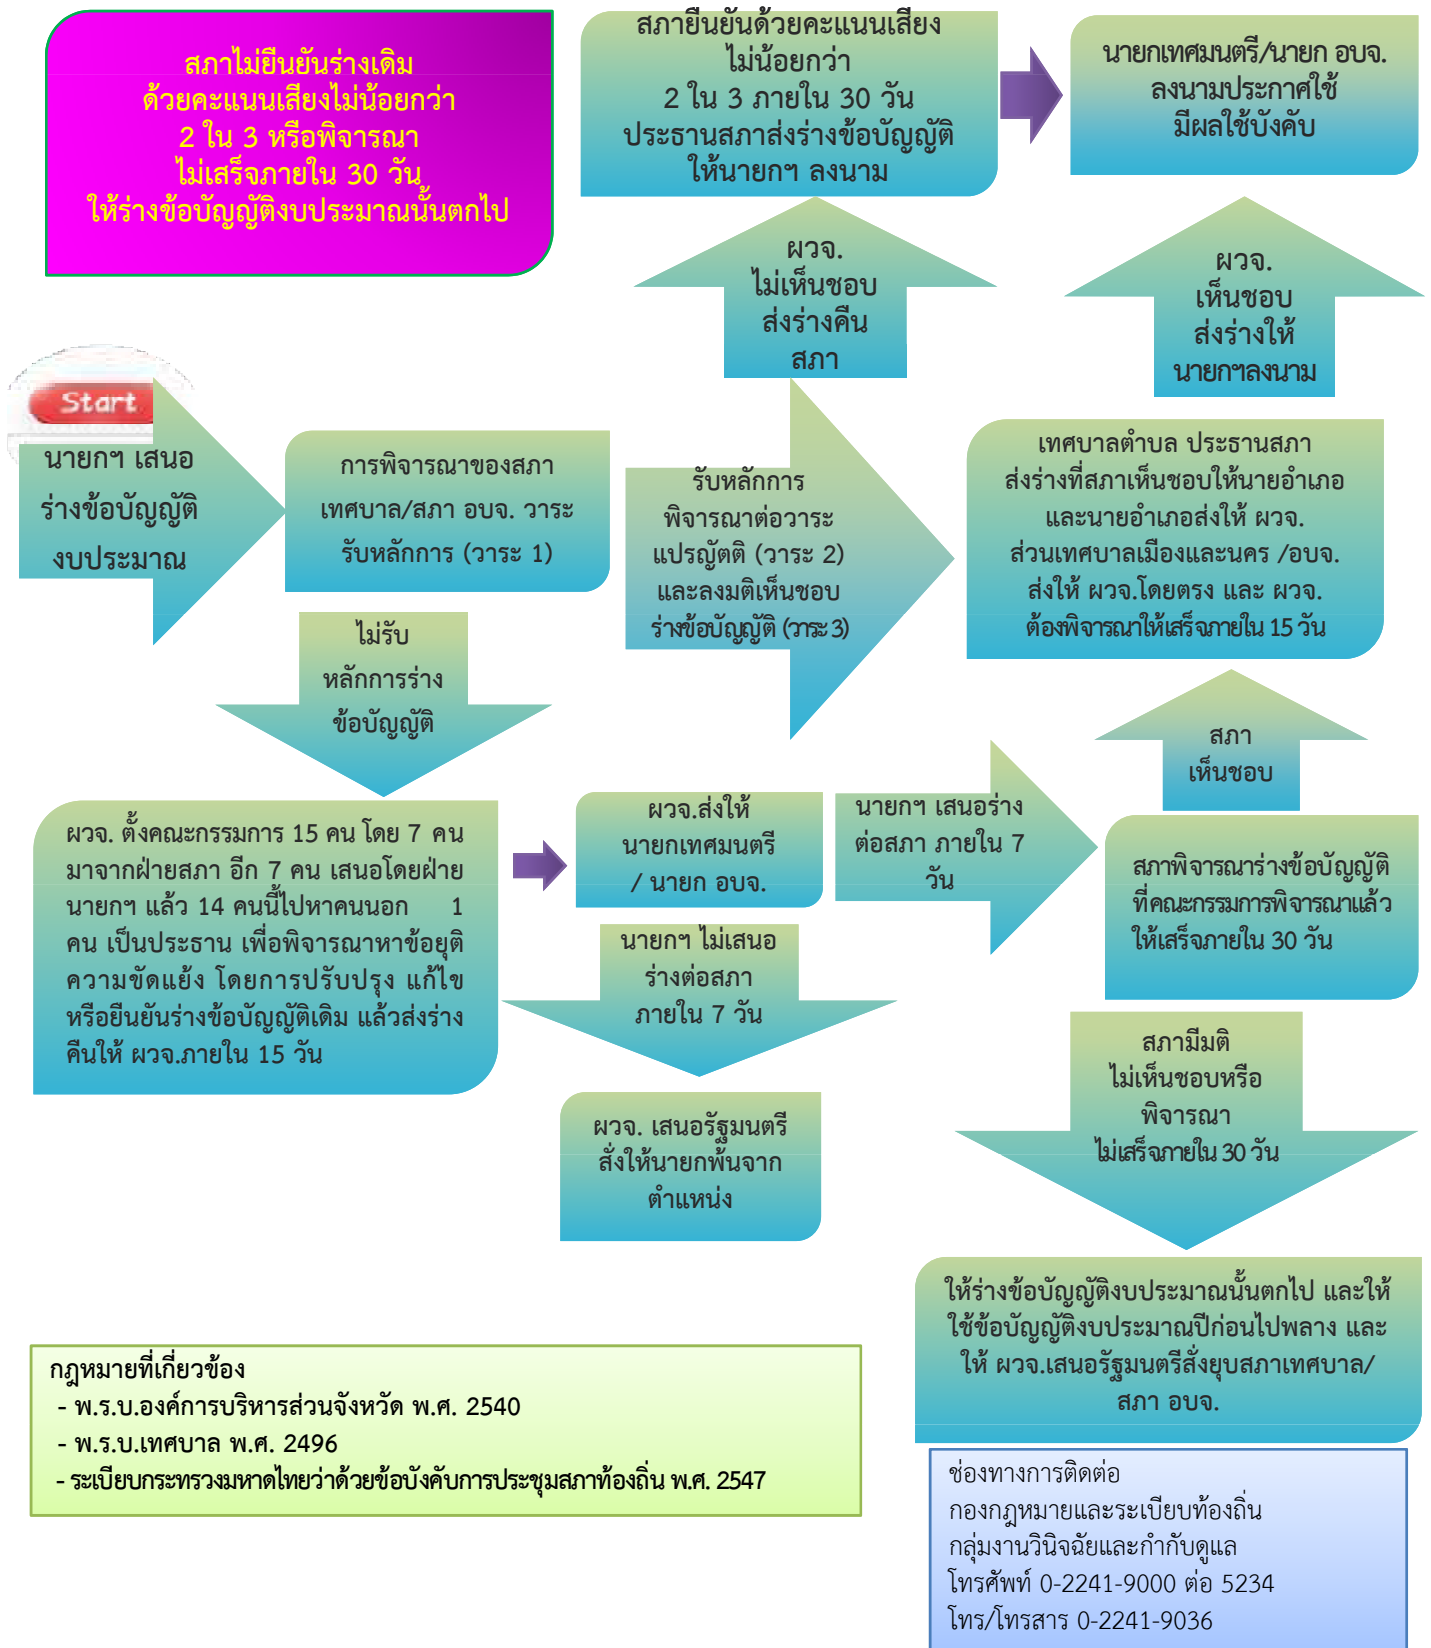 สภาไม่ยืนยันร่างเดิม
ด้วยคะแนนเสียงไม่น้อยกว่า
2 ใน 3 หรือพิจารณา
ไม่เสร็จภายใน 30 วัน
ให้ร่างข้อบัญญัติงบประมาณนั้นตกไป
สภายืนยันด้วยคะแนนเสียง
ไม่น้อยกว่า
2 ใน 3 ภายใน 30 วัน
ประธานสภาส่งร่างข้อบัญญัติ
ให้นายกฯ ลงนาม
นายกเทศมนตรี/นายก อบจ.
ลงนามประกาศใช้
มีผลใช้บังคับ
ผวจ.
ไม่เห็นชอบ
ส่งร่างคืน
สภา
ผวจ.
เห็นชอบ
ส่งร่างให้
นายกฯลงนาม
Start
นายกฯ เสนอ
ร่างข้อบัญญัติ
งบประมาณ
การพิจารณาของสภา
เทศบาล/สภา อบจ. วาระ
รับหลักการ (วาระ 1)
รับหลักการ
พิจารณาต่อวาระ
แปรญัตติ (วาระ 2)
และลงมติเห็นชอบ
ร่างข้อบัญญัติ (วาระ 3)
เทศบาลตำบล ประธานสภา
ส่งร่างที่สภาเห็นชอบให้นายอำเภอ
และนายอำเภอส่งให้ ผวจ.
ส่วนเทศบาลเมืองและนคร /อบจ.
ส่งให้ ผวจ.โดยตรง และ ผวจ.
ต้องพิจารณาให้เสร็จภายใน 15 วัน
ไม่รับ
หลักการร่าง
ข้อบัญญัติ
สภา
เห็นชอบ
ผวจ. ตั้งคณะกรรมการ 15 คน โดย 7 คน
มาจากฝ่ายสภา อีก 7 คน เสนอโดยฝ่าย
นายกฯ แล้ว 14 คนนี้ไปหาคนนอก 1
คน เป็นประธาน เพื่อพิจารณาหาข้อยุติ
ความขัดแย้ง โดยการปรับปรุง แก้ไข
หรือยืนยันร่างข้อบัญญัติเดิม แล้วส่งร่าง
คืนให้ ผวจ.ภายใน 15 วัน
ผวจ.ส่งให้
นายกเทศมนตรี
/ นายก อบจ.
นายกฯ เสนอร่าง
ต่อสภา ภายใน 7
วัน
สภาพิจารณาร่างข้อบัญญัติ
ที่คณะกรรมการพิจารณาแล้ว
ให้เสร็จภายใน 30 วัน
นายกฯ ไม่เสนอ
ร่างต่อสภา
ภายใน 7 วัน
สภามีมติ
ไม่เห็นชอบหรือ
พิจารณา
ไม่เสร็จภายใน 30 วัน
ผวจ. เสนอรัฐมนตรี
สั่งให้นายกพ้นจาก
ตำแหน่ง
ให้ร่างข้อบัญญัติงบประมาณนั้นตกไป และให้
ใช้ข้อบัญญัติงบประมาณปีก่อนไปพลาง และ
ให้ ผวจ.เสนอรัฐมนตรีสั่งยุบสภาเทศบาล/
สภา อบจ.
กฎหมายที่เกี่ยวข้อง
- พ.ร.บ.องค์การบริหารส่วนจังหวัด พ.ศ. 2540
- พ.ร.บ.เทศบาล พ.ศ. 2496
- ระเบียบกระทรวงมหาดไทยว่าด้วยข้อบังคับการประชุมสภาท้องถิ่น พ.ศ. 2547
ช่องทางการติดต่อ
กองกฎหมายและระเบียบท้องถิ่น
กลุ่มงานวินิจฉัยและกำกับดูแล
โทรศัพท์ 0-2241-9000 ต่อ 5234
โทร/โทรสาร 0-2241-9036